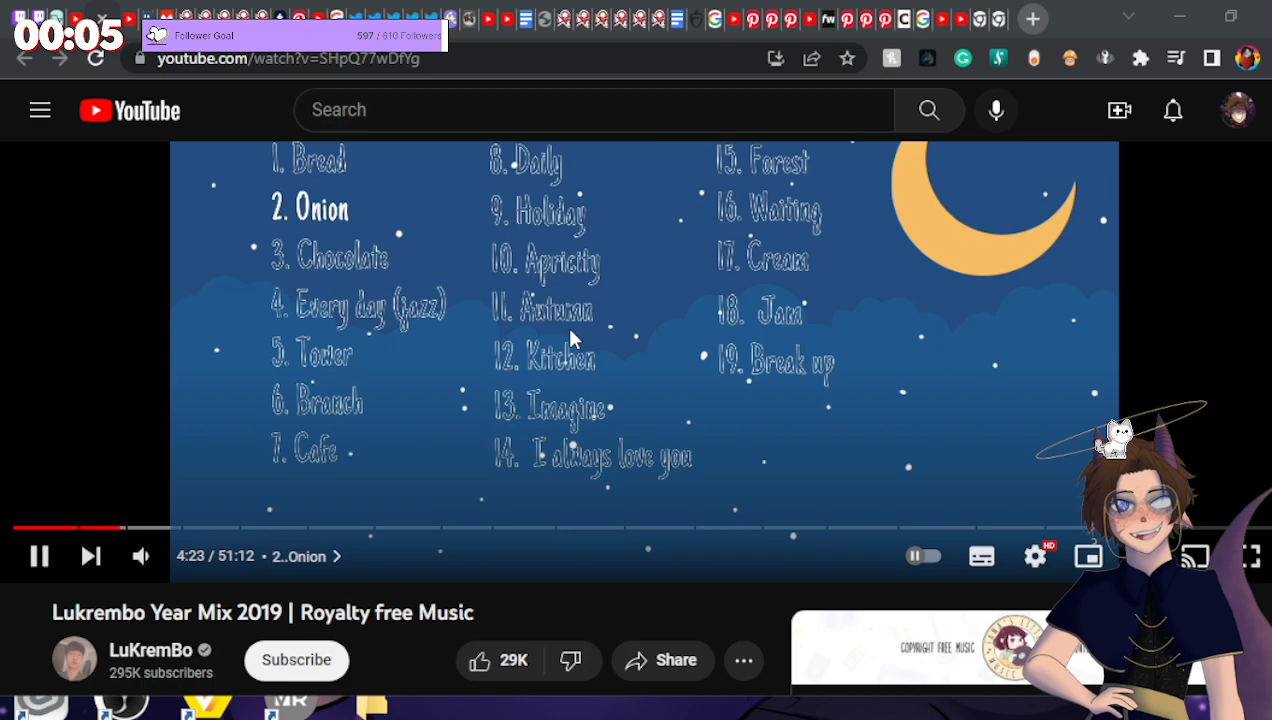 00:05
Follower Goal 597 / 610 Followers
youtube.com/watch?v=SHpQ77wDfYg
YouTube
Search
1. Bread
2. Onion
3. Chocolate
4. Every day (jazz)
5. Tower
6. Branch
7. Cafe
8. Daily
9. Holiday
10. Apricity
11. Autumn
12. Kitchen
13. Imagine
14. I always love you
15. Forest
16. Waiting
17. Cream
18. Jam
19. Break up
4:23 / 51:12 • 2..Onion
HD
Lukrembo Year Mix 2019 | Royalty free Music
LuKremBo
295K subscribers
Subscribe
29K
Share
COPYRIGHT FREE MUSIC
MR